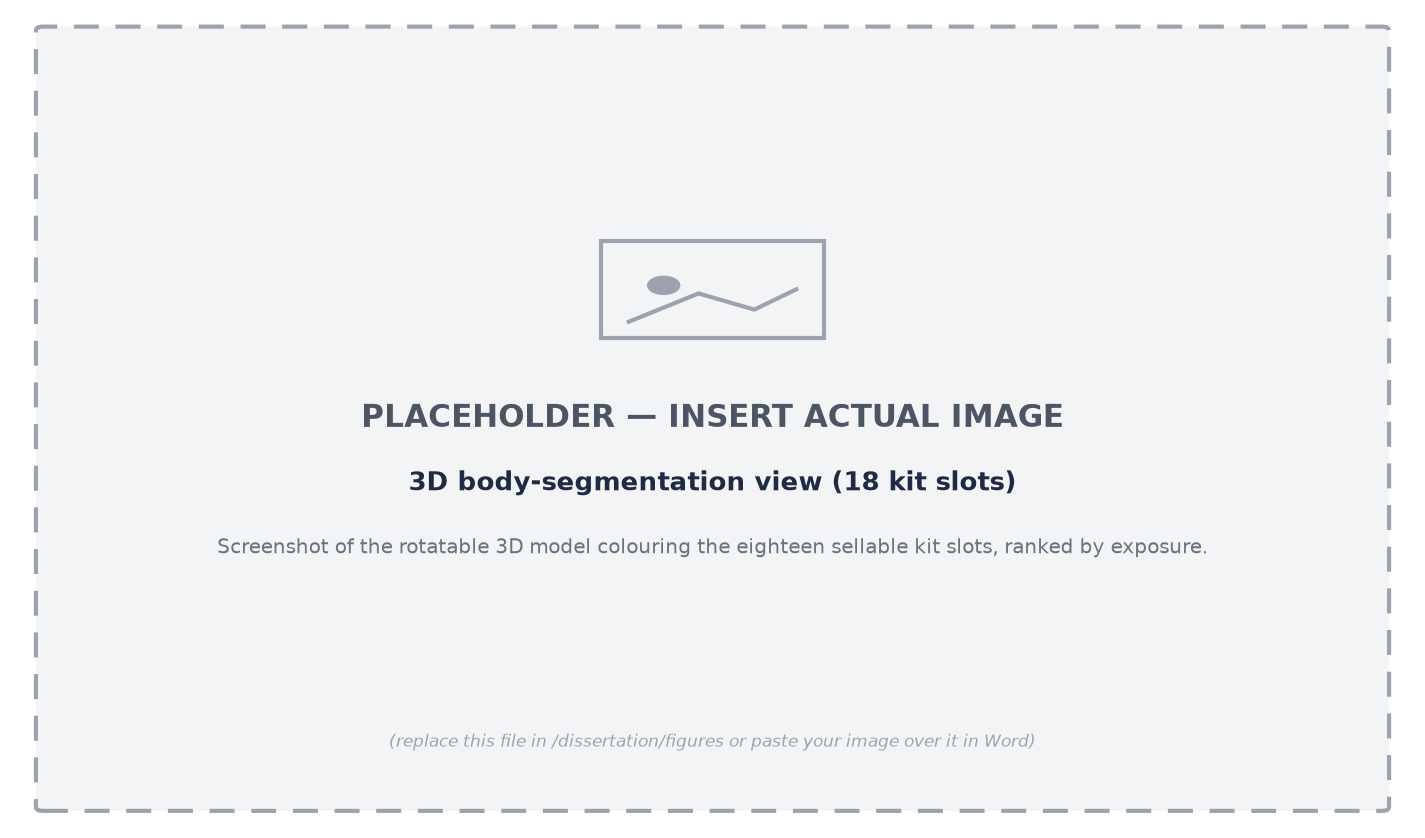 PLACEHOLDER — INSERT ACTUAL IMAGE
3D body-segmentation view (18 kit slots)
Screenshot of the rotatable 3D model colouring the eighteen sellable kit slots, ranked by exposure.
(replace this file in /dissertation/figures or paste your image over it in Word)